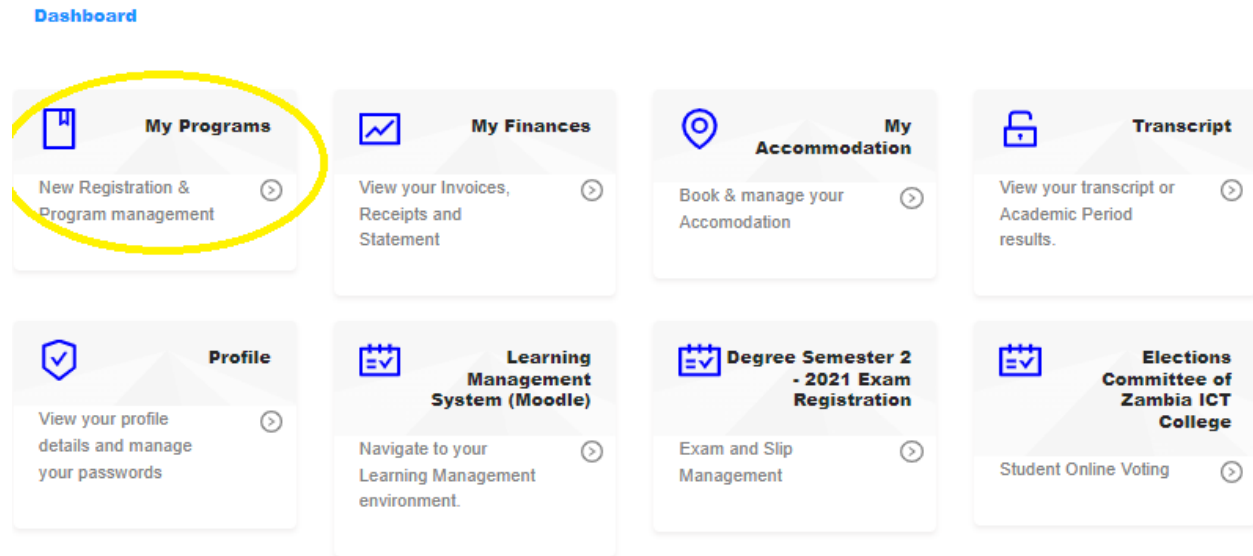 Dashboard
My Programs
New Registration &
Program management
My Finances
View your Invoices,
Receipts and
Statement
My
Accommodation
Book & manage your
Accomodation
Transcript
View your transcript or
Academic Period
results.
Profile
View your profile
details and manage
your passwords
Learning
Management
System (Moodle)
Navigate to your
Learning Management
environment.
Degree Semester 2
- 2021 Exam
Registration
Exam and Slip
Management
Elections
Committee of
Zambia ICT
College
Student Online Voting